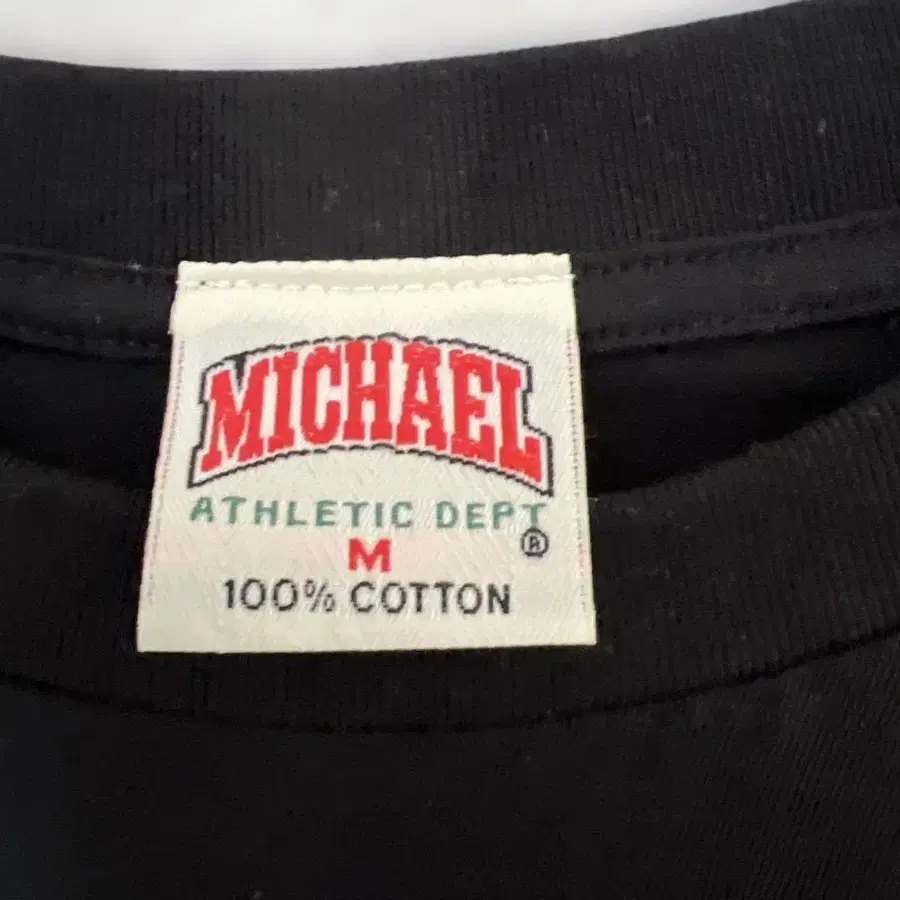 MICHAEL
ATHLETIC DEPT
®
M
100% COTTON